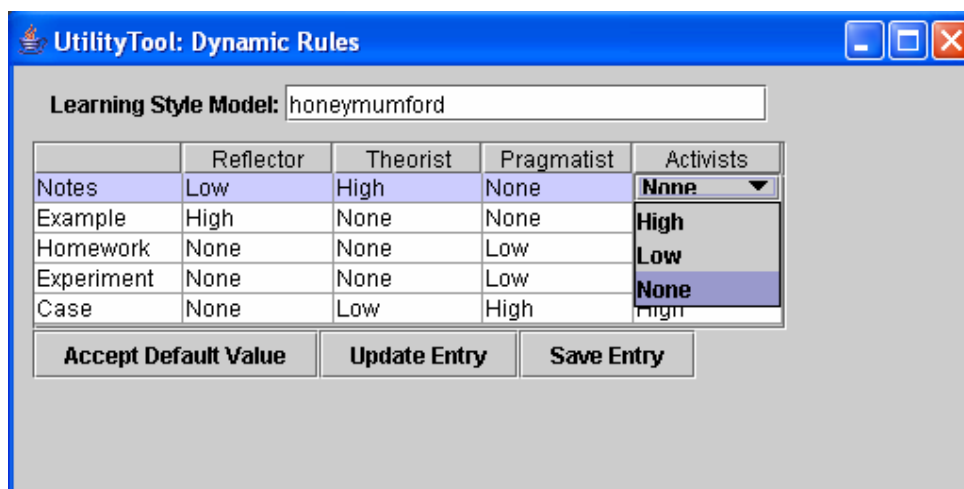 UtilityTool: Dynamic Rules
Learning Style Model: honeymumford
Reflector Theorist Pragmatist Activists
Notes Low High None None
Example High None None High
Homework None None Low Low
Experiment None None Low None
Case None Low High High
Accept Default Value Update Entry Save Entry